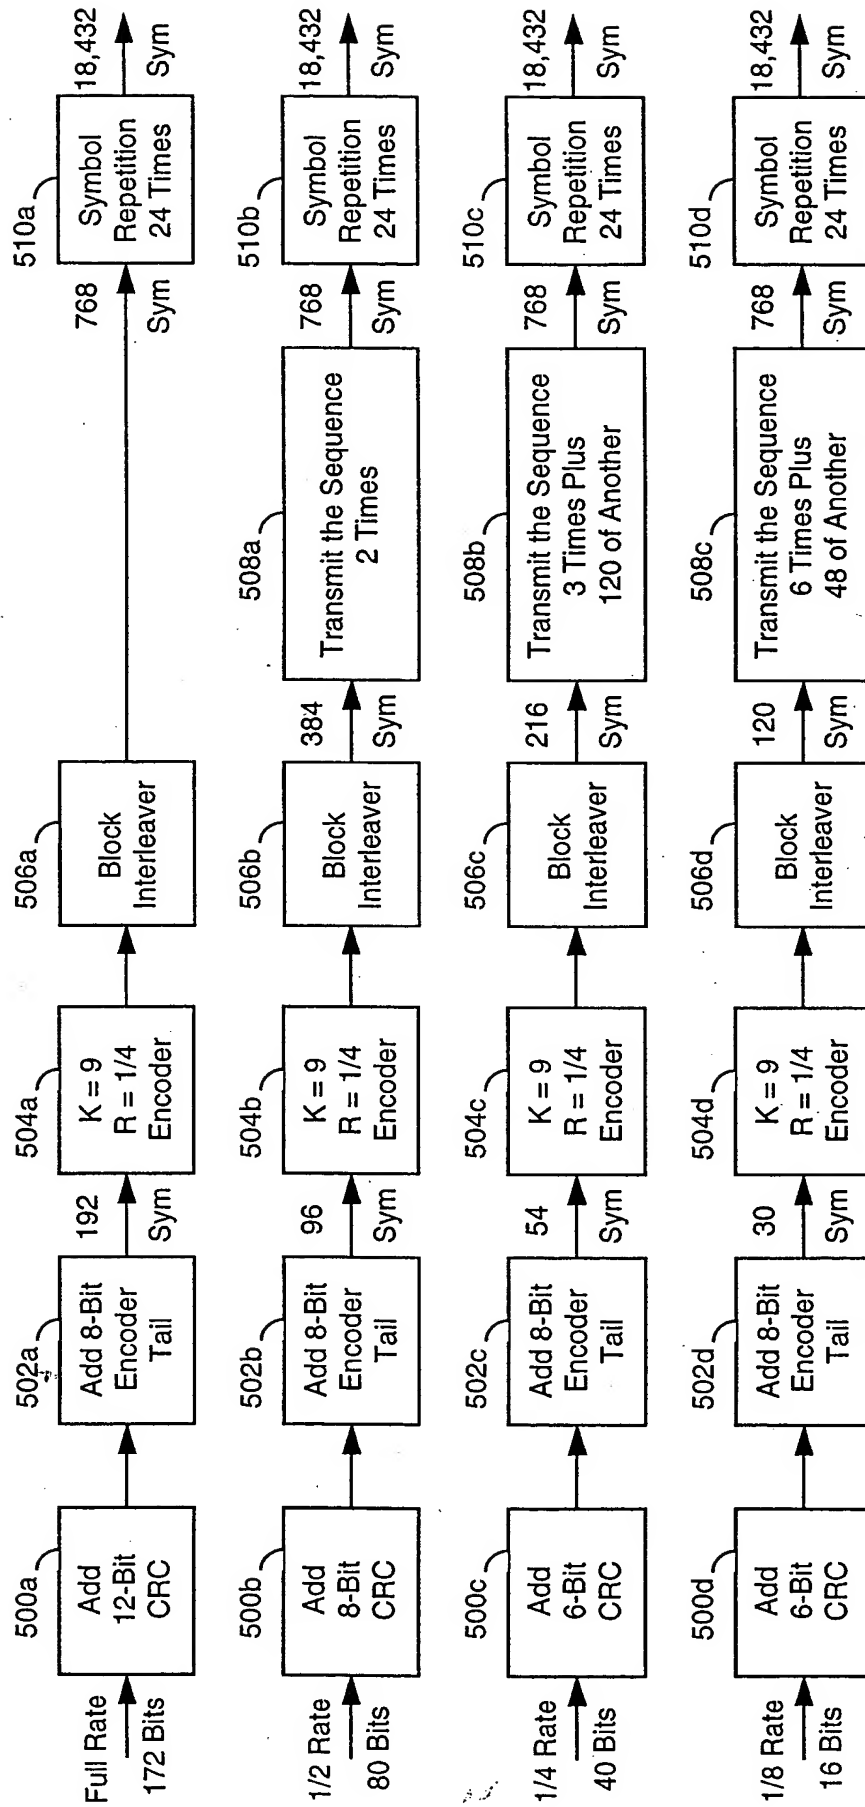 Full Rate
172 Bits
500a
Add
12-Bit
CRC
502a
Add 8-Bit
Encoder
Tail
192
Sym
504a
K = 9
R = 1/4
Encoder
506a
Block
Interleaver
768
Sym
510a
Symbol
Repetition
24 Times
18,432
Sym
1/2 Rate
80 Bits
500b
Add
8-Bit
CRC
502b
Add 8-Bit
Encoder
Tail
96
Sym
504b
K = 9
R = 1/4
Encoder
506b
Block
Interleaver
384
Sym
508a
Transmit the Sequence
2 Times
768
Sym
510b
Symbol
Repetition
24 Times
18,432
Sym
1/4 Rate
40 Bits
500c
Add
6-Bit
CRC
502c
Add 8-Bit
Encoder
Tail
54
Sym
504c
K = 9
R = 1/4
Encoder
506c
Block
Interleaver
216
Sym
508b
Transmit the Sequence
3 Times Plus
120 of Another
768
Sym
510c
Symbol
Repetition
24 Times
18,432
Sym
1/8 Rate
16 Bits
500d
Add
6-Bit
CRC
502d
Add 8-Bit
Encoder
Tail
30
Sym
504d
K = 9
R = 1/4
Encoder
506d
Block
Interleaver
120
Sym
508c
Transmit the Sequence
6 Times Plus
48 of Another
768
Sym
510d
Symbol
Repetition
24 Times
18,432
Sym